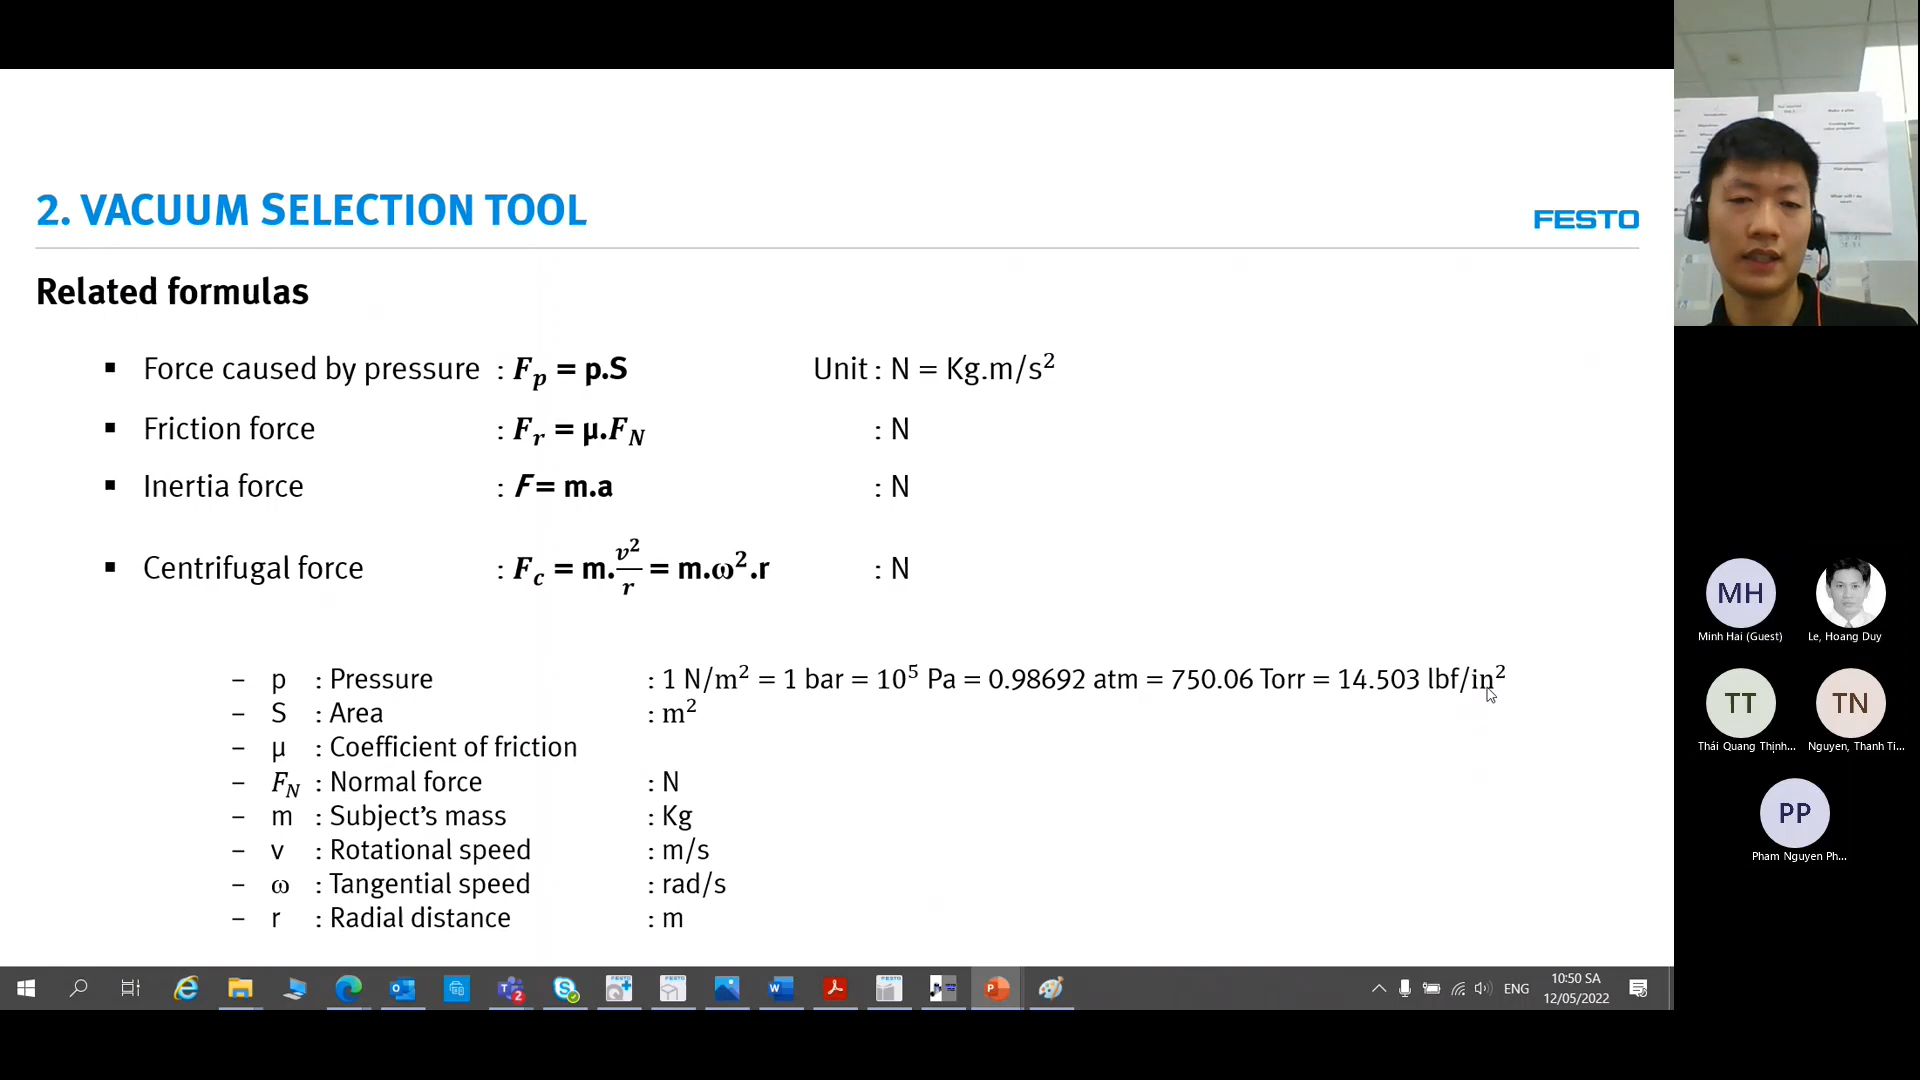 2. VACUUM SELECTION TOOL
FESTO
Related formulas
▪ Force caused by pressure : Fₚ = p.S Unit : N = Kg.m/s²
▪ Friction force : Fᵣ = μ.F_N : N
▪ Inertia force : F= m.a : N
▪ Centrifugal force : F_c = m.v²/r = m.ω².r : N
– p : Pressure : 1 N/m² = 1 bar = 10⁵ Pa = 0.98692 atm = 750.06 Torr = 14.503 lbf/in²
– S : Area : m²
– μ : Coefficient of friction
– F_N : Normal force : N
– m : Subject’s mass : Kg
– v : Rotational speed : m/s
– ω : Tangential speed : rad/s
– r : Radial distance : m
MH
Minh Hai (Guest)
Le, Hoang Duy
TT
TN
Thái Quang Thịnh...
Nguyen, Thanh Ti...
PP
Pham Nguyen Ph...
ENG
10:50 SA
12/05/2022